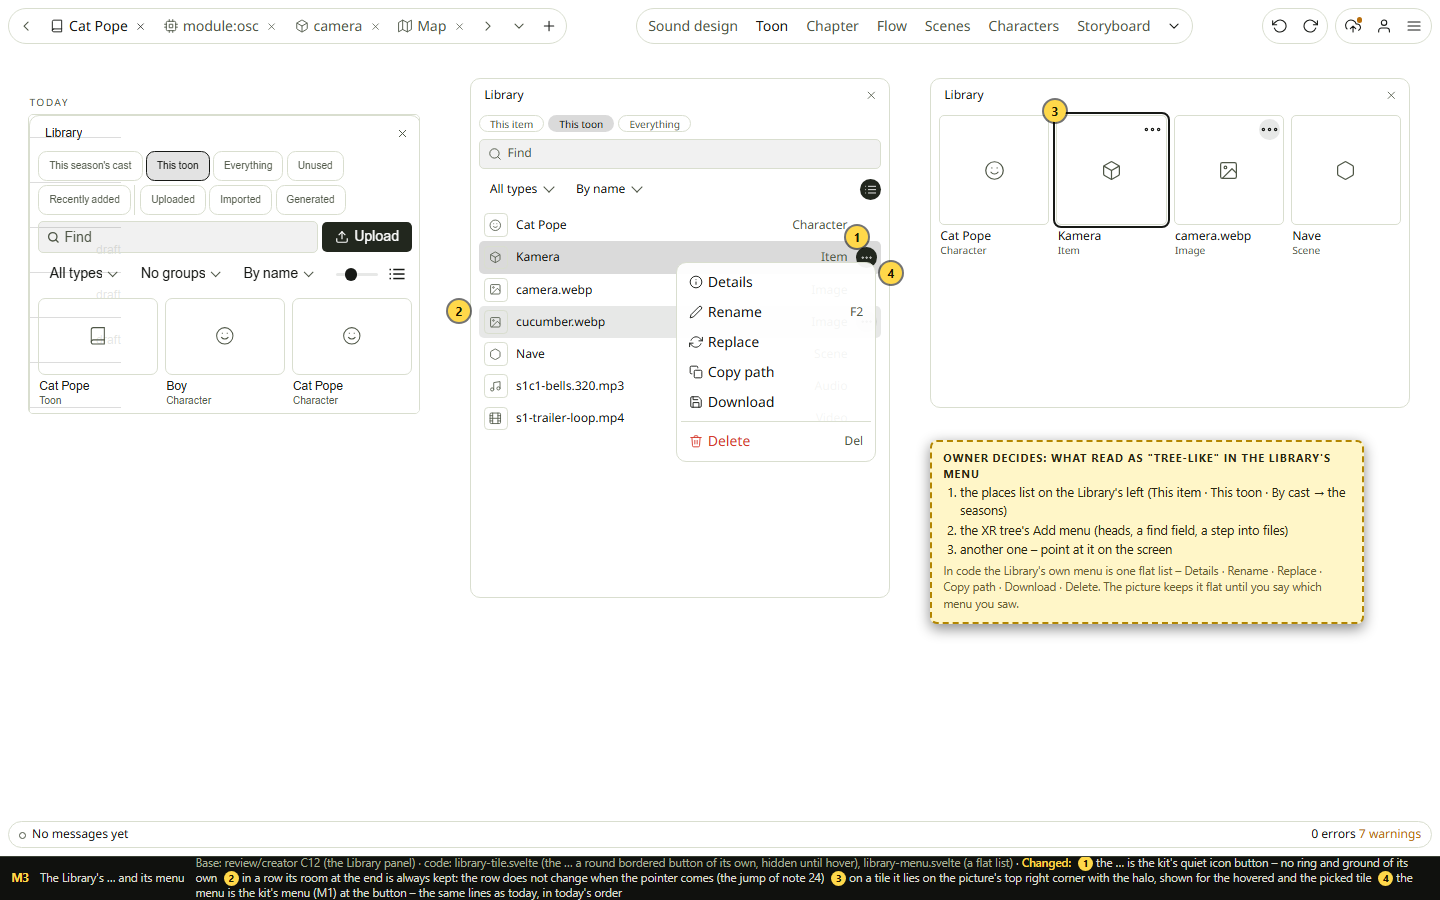 Cat Pope
module:osc
camera
Map
Sound design
Toon
Chapter
Flow
Scenes
Characters
Storyboard
TODAY
Library
This season's cast
This toon
Everything
Unused
Recently added
Uploaded
Imported
Generated
Find
Upload
draft
All types
No groups
By name
draft
Cat Pope
Toon
Boy
Character
Cat Pope
Character
Library
This item
This toon
Everything
Find
All types
By name
Cat Pope
Character
1
Kamera
Item
4
camera.webp
Image
2
cucumber.webp
Image
Nave
Scene
s1c1-bells.320.mp3
Audio
s1-trailer-loop.mp4
Video
Details
Rename
F2
Replace
Copy path
Download
Delete
Del
Library
3
Cat Pope
Character
Kamera
Item
camera.webp
Image
Nave
Scene
OWNER DECIDES: WHAT READ AS "TREE-LIKE" IN THE LIBRARY'S
MENU
1. the places list on the Library's left (This item · This toon · By cast → the
seasons)
2. the XR tree's Add menu (heads, a find field, a step into files)
3. another one – point at it on the screen
In code the Library's own menu is one flat list – Details · Rename · Replace ·
Copy path · Download · Delete. The picture keeps it flat until you say which
menu you saw.
No messages yet
0 errors 7 warnings
M3 The Library's ... and its menu
Base: review/creator C12 (the Library panel) · code: library-tile.svelte (the ... a round bordered button of its own, hidden until hover), library-menu.svelte (a flat list) · Changed: 1 the ... is the kit's quiet icon button – no ring and ground of its
own 2 in a row its room at the end is always kept: the row does not change when the pointer comes (the jump of note 24) 3 on a tile it lies on the picture's top right corner with the halo, shown for the hovered and the picked tile 4 the
menu is the kit's menu (M1) at the button – the same lines as today, in today's order